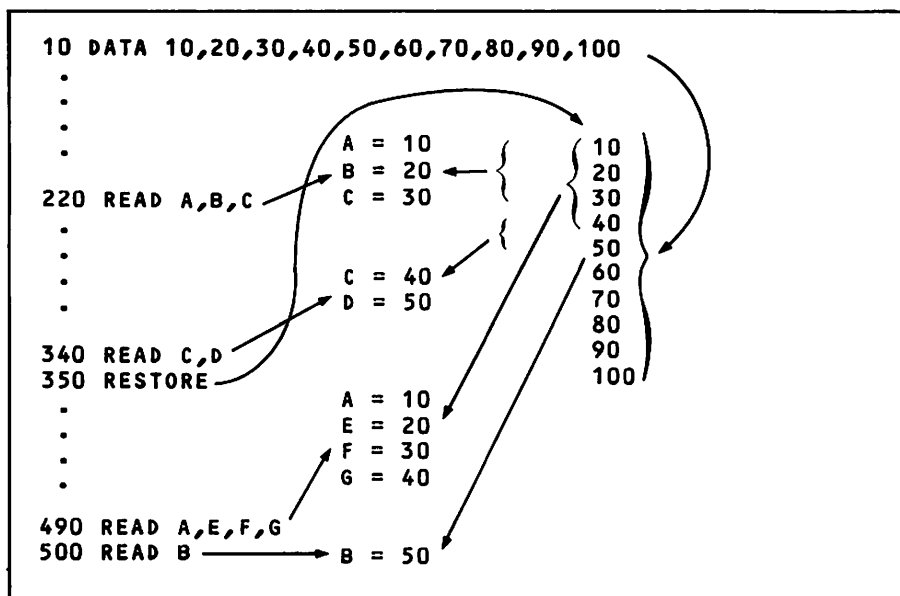 10 DATA 10,20,30,40,50,60,70,80,90,100
A = 10
B = 20
C = 30
220 READ A,B,C
C = 40
D = 50
340 READ C,D
350 RESTORE
10
20
30
40
50
60
70
80
90
100
A = 10
E = 20
F = 30
G = 40
490 READ A,E,F,G
500 READ B
B = 50